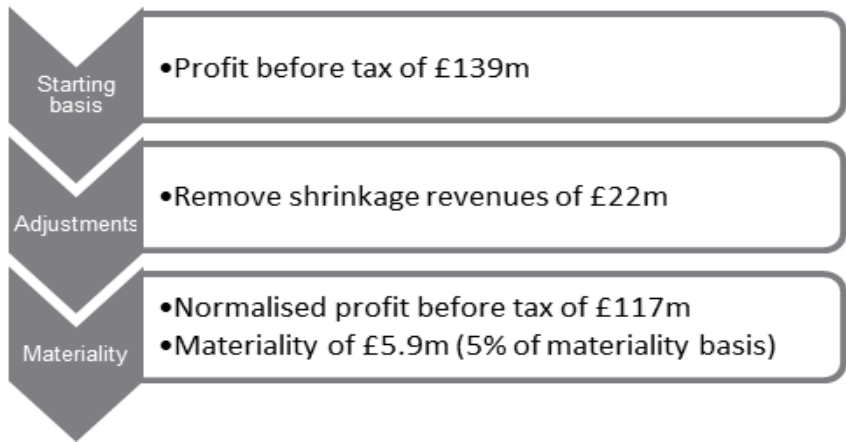 Starting
basis
•Profit before tax of £139m
Adjustments
•Remove shrinkage revenues of £22m
Materiality
•Normalised profit before tax of £117m
•Materiality of £5.9m (5% of materiality basis)